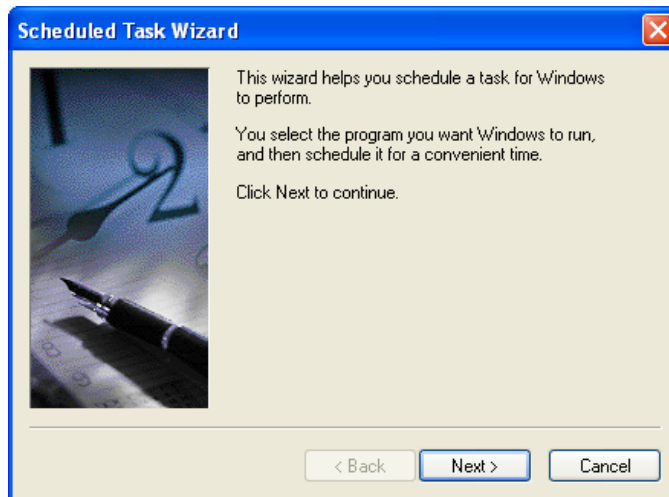 Scheduled Task Wizard
This wizard helps you schedule a task for Windows
to perform.
You select the program you want Windows to run,
and then schedule it for a convenient time.
Click Next to continue.
2
< Back
Next >
Cancel